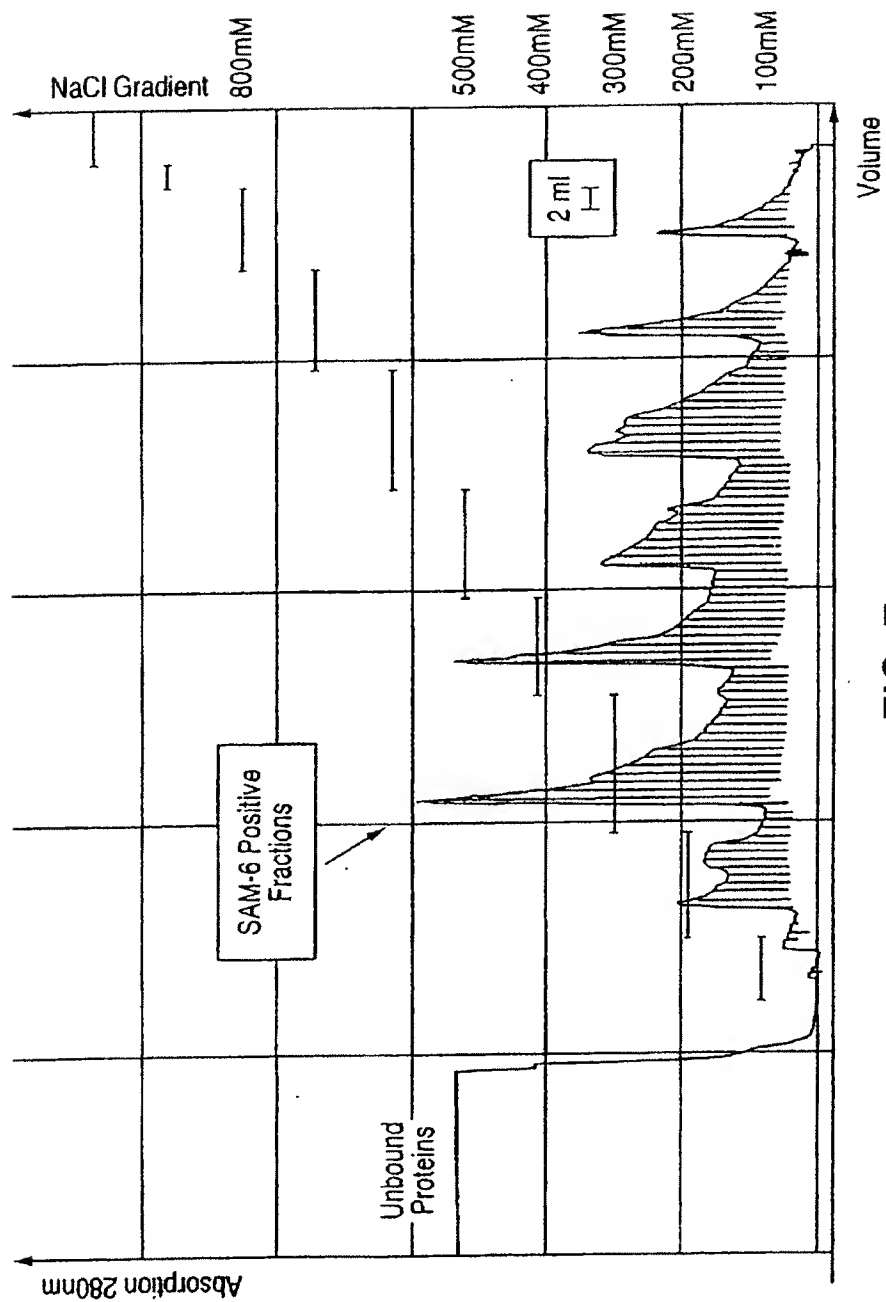 Absorption 280nm
NaCl Gradient
800mM
500mM
400mM
300mM
200mM
100mM
Unbound
Proteins
SAM-6 Positive
Fractions
2 ml
Volume